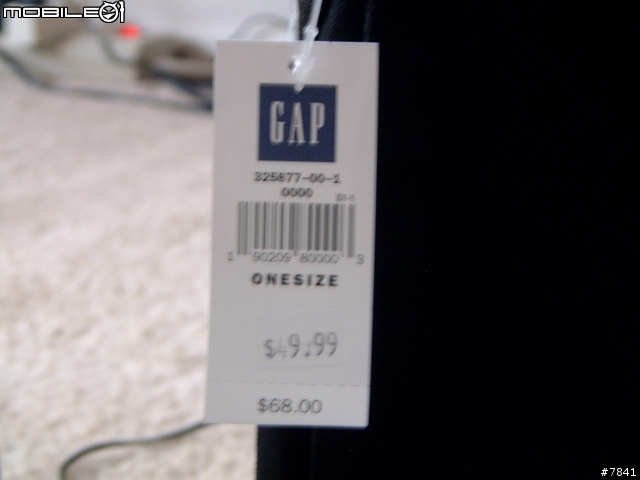 MOBILE01
GAP
325677-00-1
0000
1 90209 80000 3
ONESIZE
$49.99
$68.00
#7841